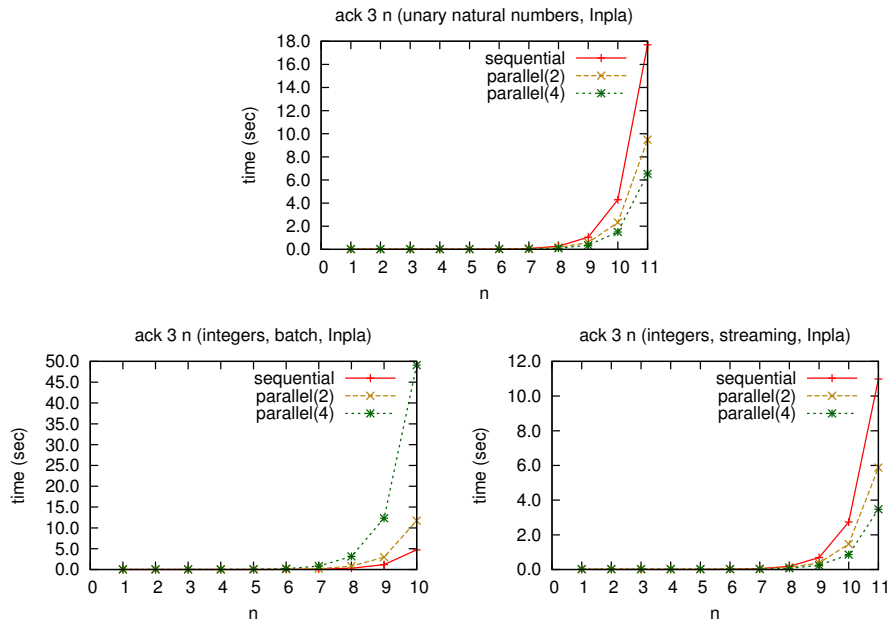 ack 3 n (unary natural numbers, Inpla)
18.0
16.0
14.0
12.0
10.0
8.0
6.0
4.0
2.0
0.0
time (sec)
sequential
parallel(2)
parallel(4)
0 1 2 3 4 5 6 7 8 9 10 11
n
ack 3 n (integers, batch, Inpla)
50.0
45.0
40.0
35.0
30.0
25.0
20.0
15.0
10.0
5.0
0.0
time (sec)
sequential
parallel(2)
parallel(4)
0 1 2 3 4 5 6 7 8 9 10
n
ack 3 n (integers, streaming, Inpla)
12.0
10.0
8.0
6.0
4.0
2.0
0.0
time (sec)
sequential
parallel(2)
parallel(4)
0 1 2 3 4 5 6 7 8 9 10 11
n